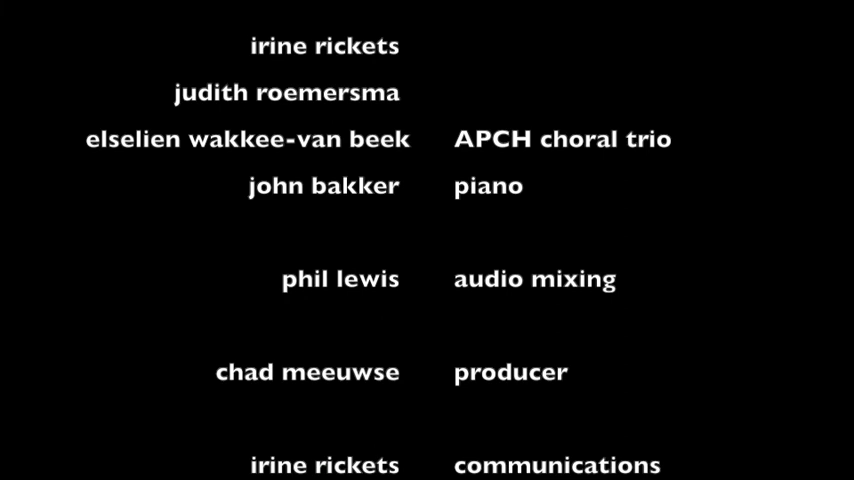 irine rickets
judith roemersma
elselien wakkee-van beek APCH choral trio
john bakker piano
phil lewis audio mixing
chad meeuwse producer
irine rickets communications